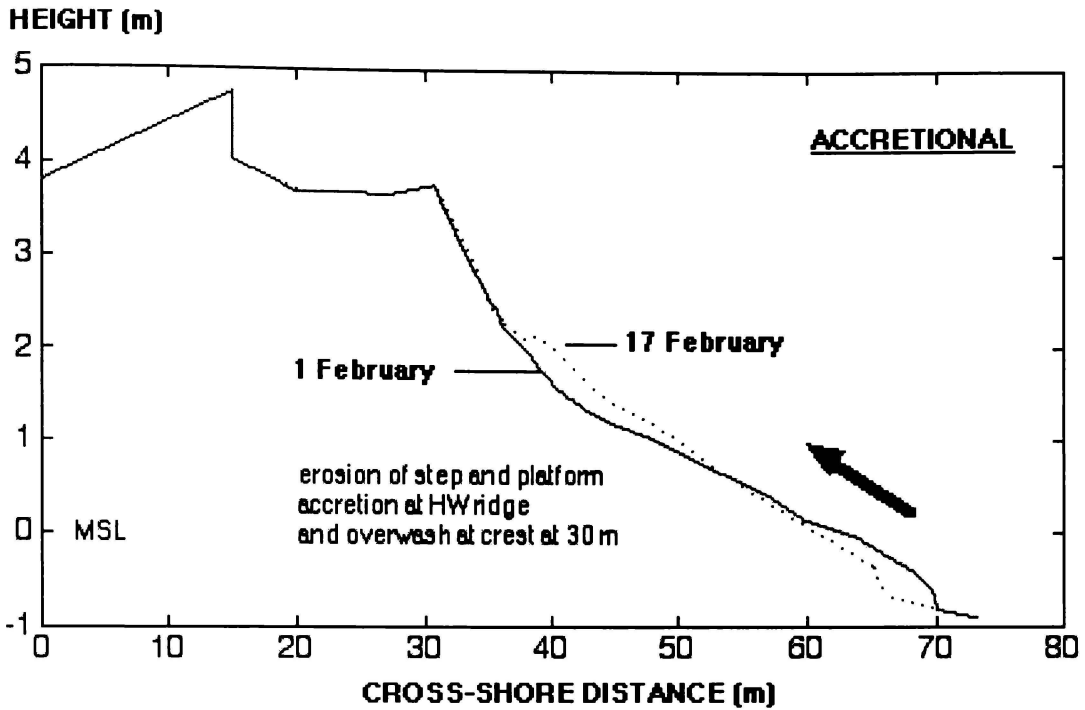 HEIGHT (m)
5
4
3
2
1
0
-1
ACCRETIONAL
17 February
1 February
erosion of step and platform
accretion at HW ridge
and overwash at crest at 30 m
MSL
0 10 20 30 40 50 60 70 80
CROSS-SHORE DISTANCE (m)